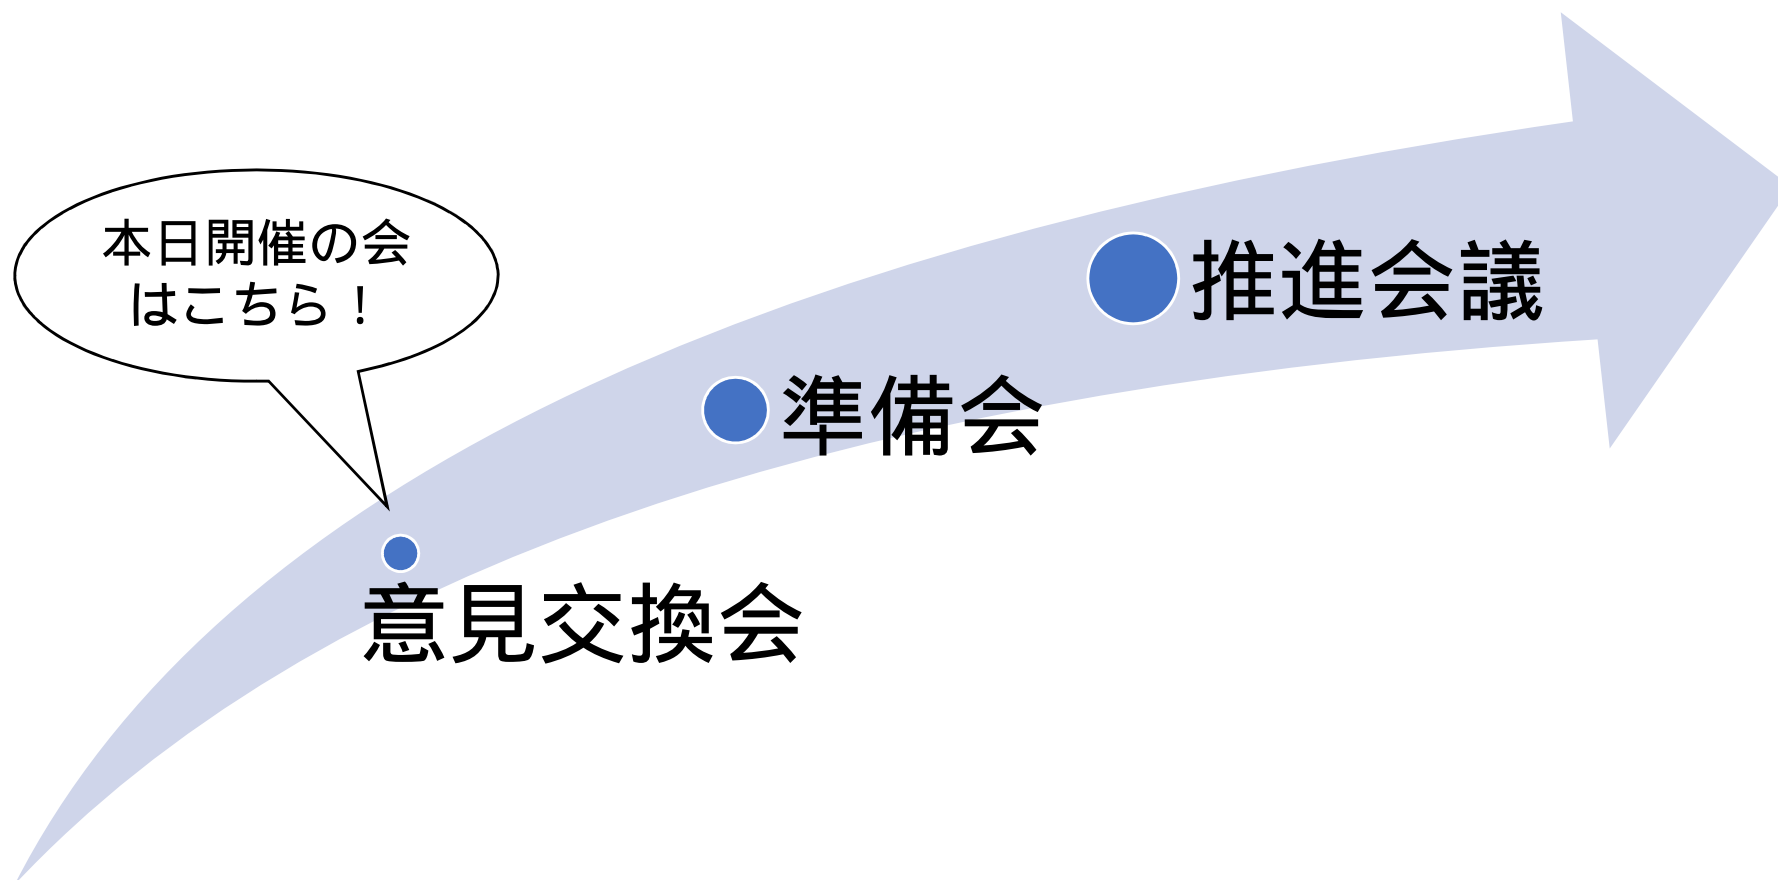 本日開催の会
はこちら！
推進会議
準備会
意見交換会